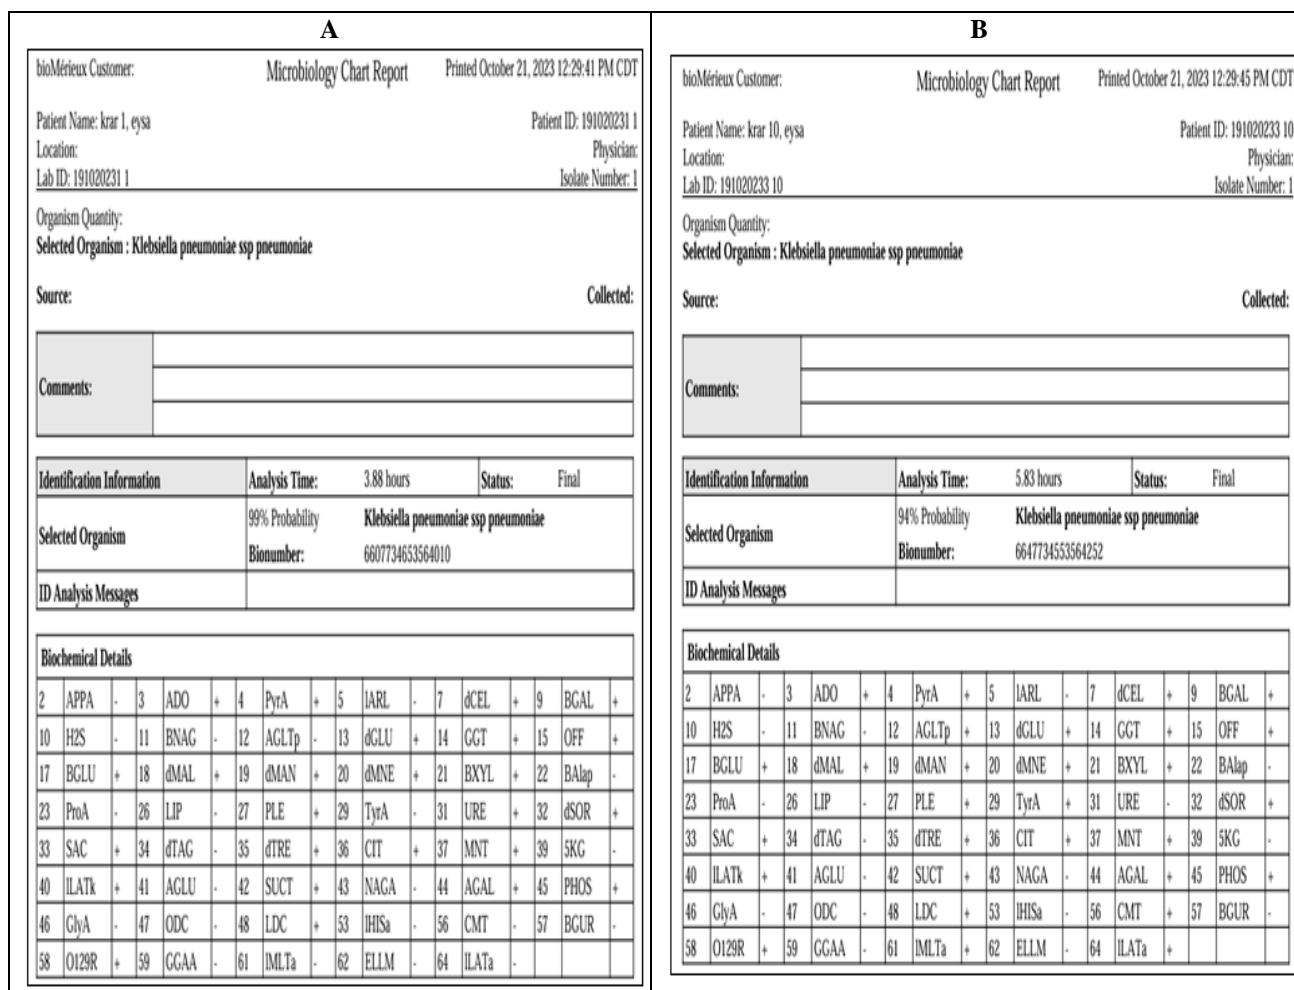 A
bioMérieux Customer: Microbiology Chart Report Printed October 21, 2023 12:29:41 PM CDT
Patient Name: krar 1, eysa Patient ID: 191020231 1
Location: Physician:
Lab ID: 191020231 1 Isolate Number: 1
Organism Quantity:
Selected Organism : Klebsiella pneumoniae ssp pneumoniae
Source: Collected:
Comments:
Identification Information Analysis Time: 3.88 hours Status: Final
Selected Organism 99% Probability Klebsiella pneumoniae ssp pneumoniae
Bionumber: 6607734653564010
ID Analysis Messages
Biochemical Details
2 APPA - 3 ADO + 4 PyrA + 5 lARL - 7 dCEL + 9 BGAL +
10 H2S - 11 BNAG - 12 AGLTp - 13 dGLU + 14 GGT + 15 OFF +
17 BGLU + 18 dMAL + 19 dMAN + 20 dMNE + 21 BXYL + 22 BAlap -
23 ProA - 26 LIP - 27 PLE + 29 TyrA - 31 URE + 32 dSOR +
33 SAC + 34 dTAG - 35 dTRE + 36 CIT + 37 MNT + 39 5KG -
40 lLATk + 41 AGLU - 42 SUCT + 43 NAGA - 44 AGAL + 45 PHOS +
46 GlyA - 47 ODC - 48 LDC + 53 lHISa - 56 CMT - 57 BGUR -
58 O129R + 59 GGAA - 61 lMLTa - 62 ELLM - 64 lLATa -
B
bioMérieux Customer: Microbiology Chart Report Printed October 21, 2023 12:29:45 PM CDT
Patient Name: krar 10, eysa Patient ID: 191020233 10
Location: Physician:
Lab ID: 191020233 10 Isolate Number: 1
Organism Quantity:
Selected Organism : Klebsiella pneumoniae ssp pneumoniae
Source: Collected:
Comments:
Identification Information Analysis Time: 5.83 hours Status: Final
Selected Organism 94% Probability Klebsiella pneumoniae ssp pneumoniae
Bionumber: 6647734553564252
ID Analysis Messages
Biochemical Details
2 APPA - 3 ADO + 4 PyrA + 5 lARL - 7 dCEL + 9 BGAL +
10 H2S - 11 BNAG - 12 AGLTp + 13 dGLU + 14 GGT + 15 OFF +
17 BGLU + 18 dMAL + 19 dMAN + 20 dMNE + 21 BXYL + 22 BAlap -
23 ProA - 26 LIP - 27 PLE + 29 TyrA + 31 URE - 32 dSOR +
33 SAC + 34 dTAG - 35 dTRE + 36 CIT + 37 MNT + 39 5KG -
40 lLATk + 41 AGLU - 42 SUCT + 43 NAGA - 44 AGAL + 45 PHOS +
46 GlyA - 47 ODC - 48 LDC + 53 lHISa - 56 CMT + 57 BGUR -
58 O129R + 59 GGAA - 61 lMLTa + 62 ELLM - 64 lLATa +